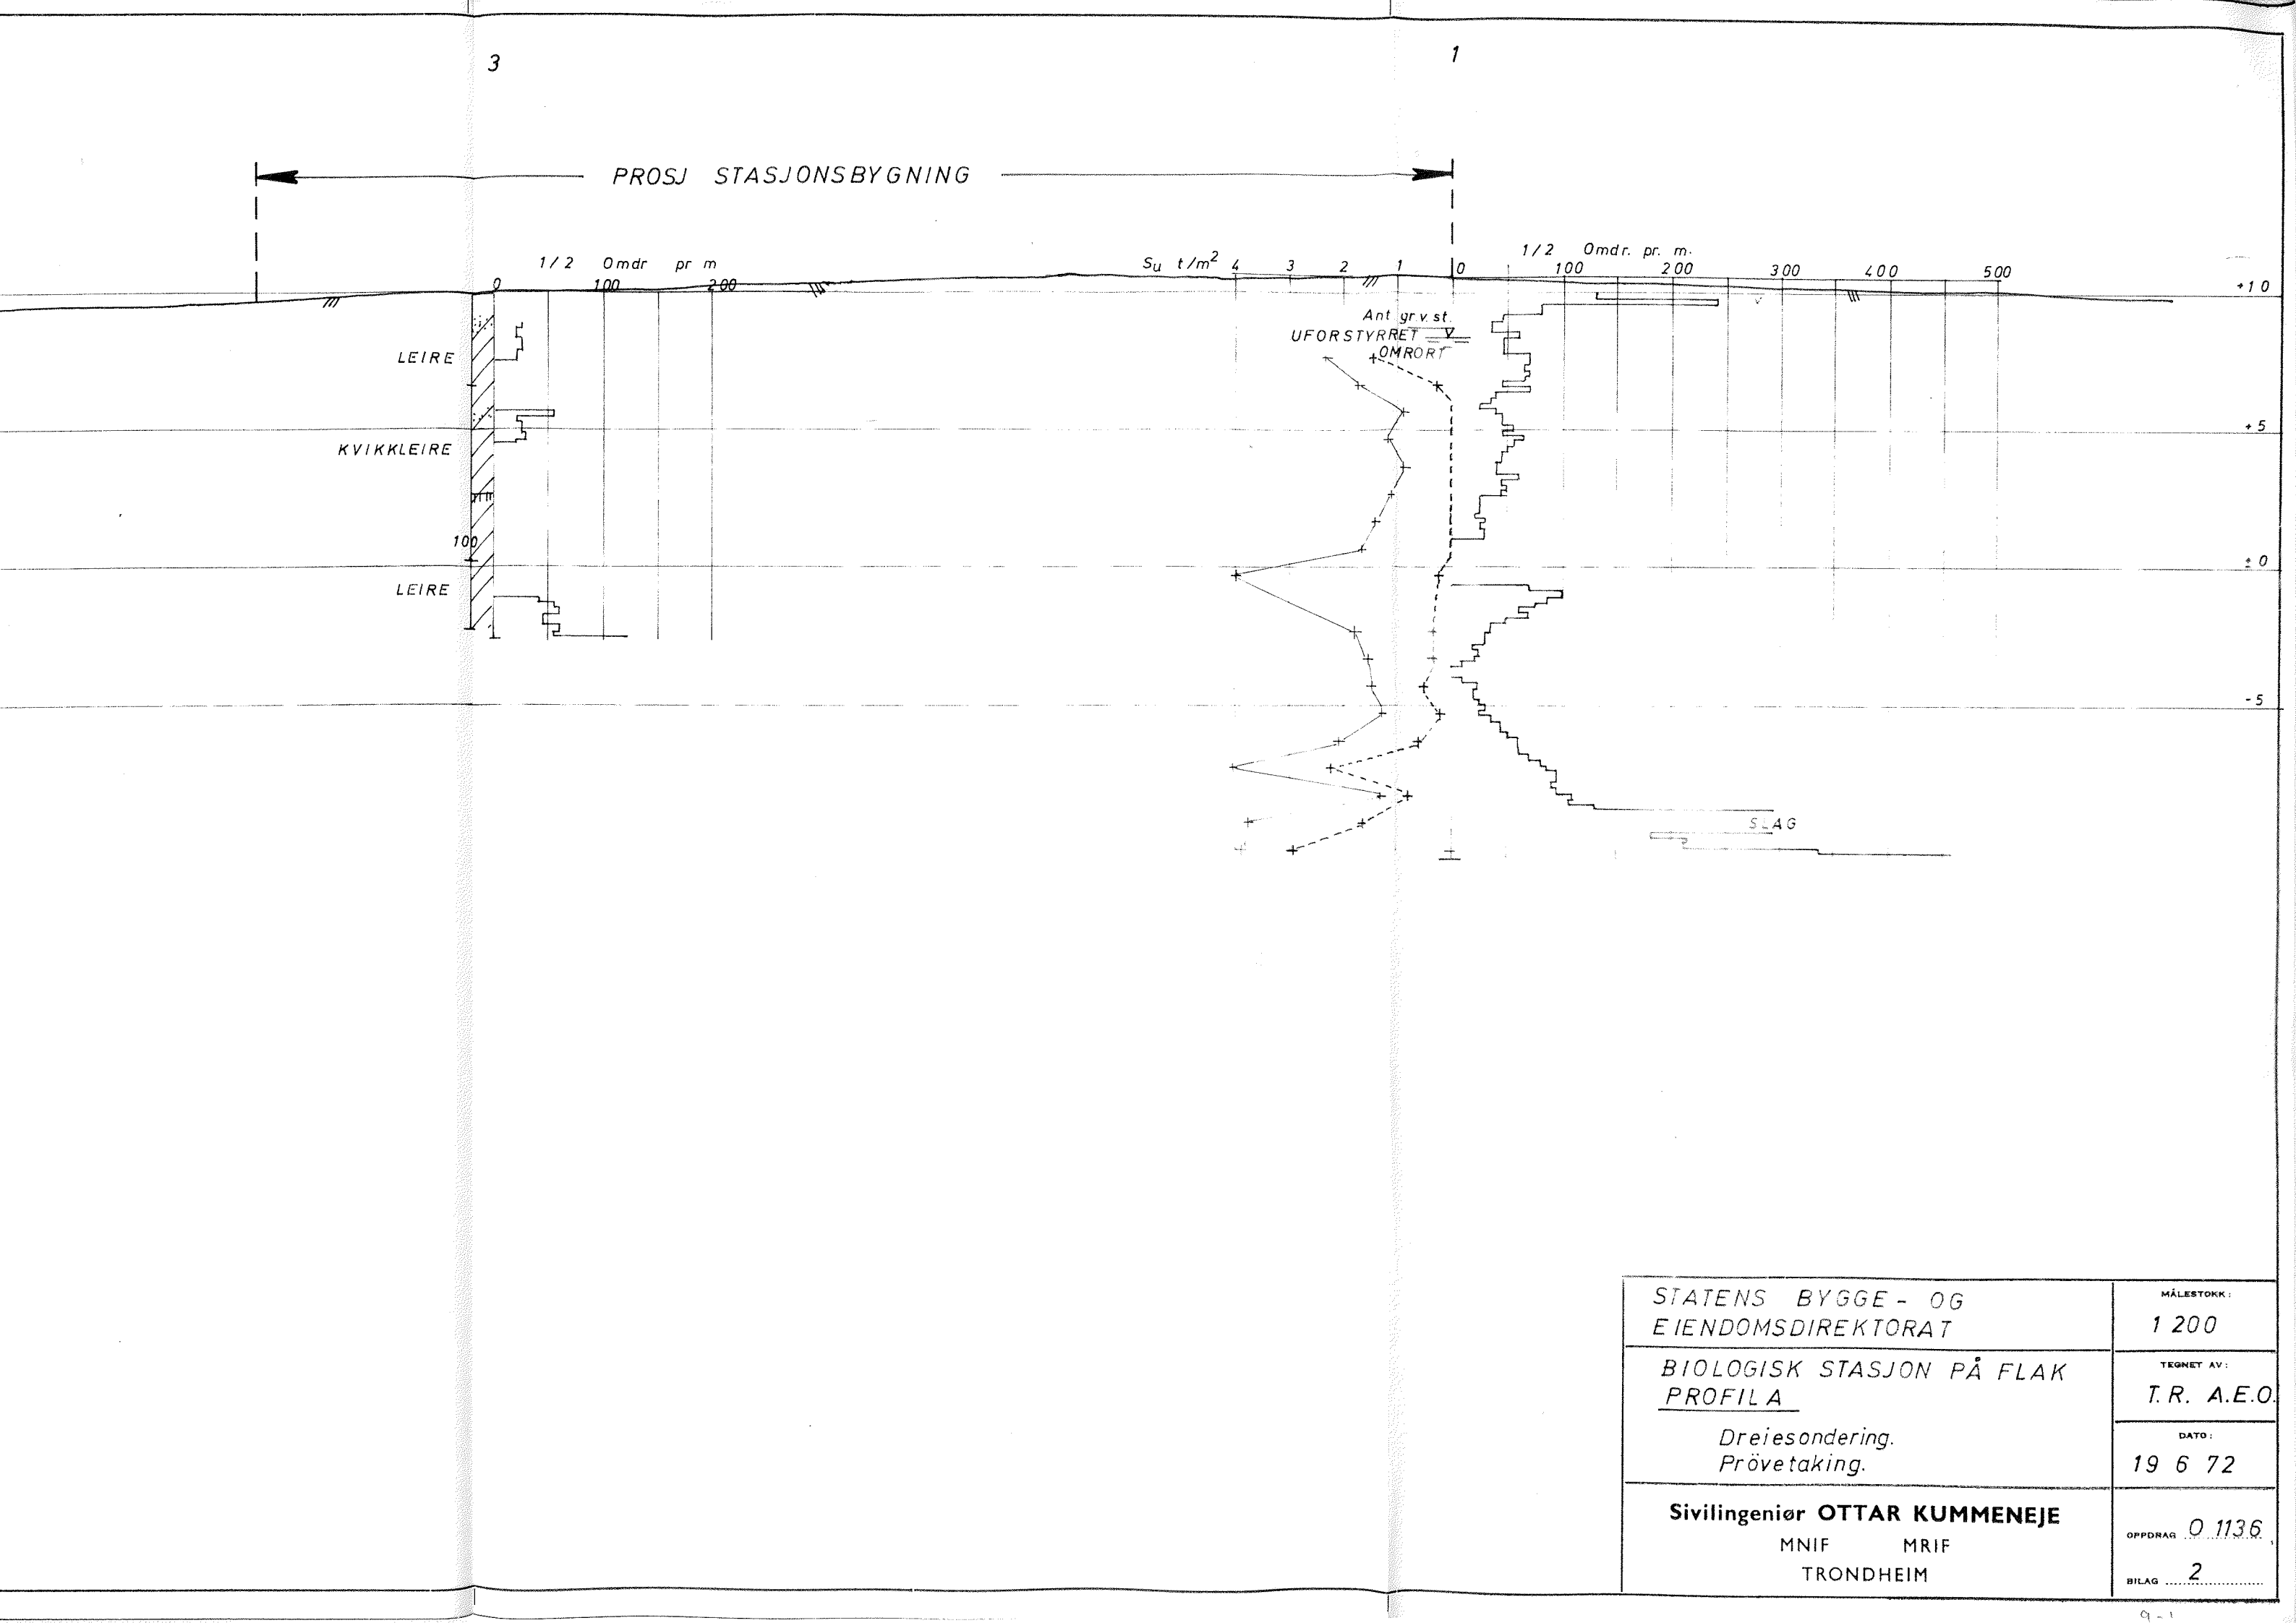 3
1
PROSJ STASJONSBYGNING
1/2 Omdr pr m
0 100 200
Su t/m2 4 3 2 1 0
1/2 Omdr. pr. m.
100 200 300 400 500
+10
Ant gr.v. st.
UFORSTYRRET
OMRORT
LEIRE
+5
KVIKKLEIRE
100
± 0
LEIRE
-5
SLAG
STATENS BYGGE- OG
EIENDOMSDIREKTORAT
MÅLESTOKK:
1 200
BIOLOGISK STASJON PÅ FLAK
PROFIL A
Dreiesondering.
Prövetaking.
TEGNET AV:
T.R. A.E.O.
DATO:
19 6 72
Sivilingeniør OTTAR KUMMENEJE
MNIF MRIF
TRONDHEIM
OPPDRAG O 1136
BILAG 2